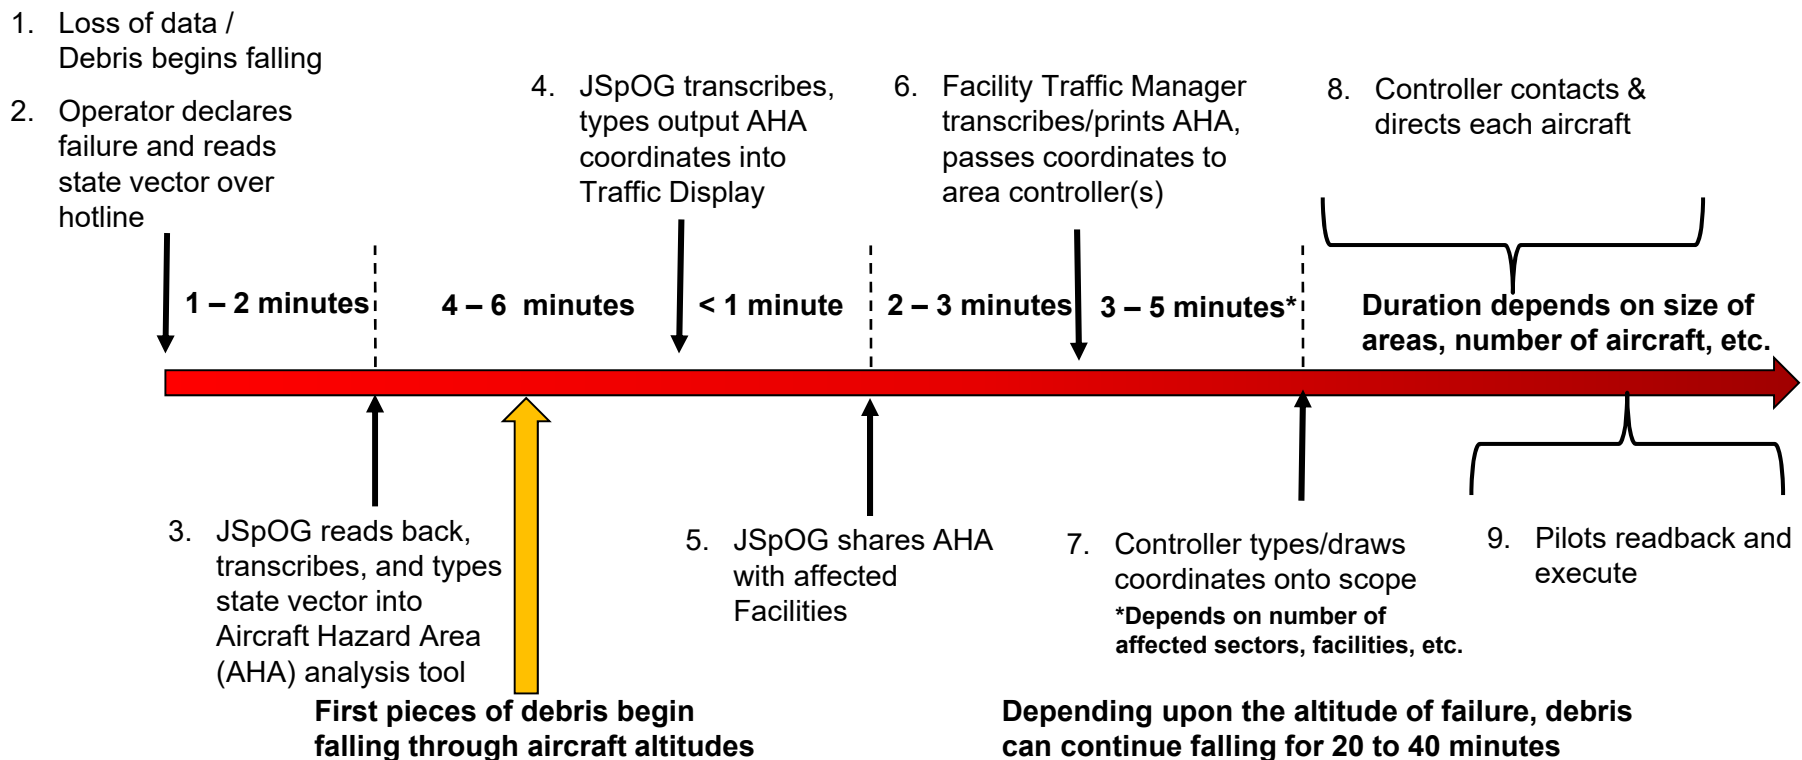 1. Loss of data /
Debris begins falling
2. Operator declares
failure and reads
state vector over
hotline
4. JSpOG transcribes,
types output AHA
coordinates into
Traffic Display
6. Facility Traffic Manager
transcribes/prints AHA,
passes coordinates to
area controller(s)
8. Controller contacts &
directs each aircraft
1 – 2 minutes
4 – 6 minutes
< 1 minute
2 – 3 minutes
3 – 5 minutes*
Duration depends on size of
areas, number of aircraft, etc.
3. JSpOG reads back,
transcribes, and types
state vector into
Aircraft Hazard Area
(AHA) analysis tool
First pieces of debris begin
falling through aircraft altitudes
5. JSpOG shares AHA
with affected
Facilities
7. Controller types/draws
coordinates onto scope
*Depends on number of
affected sectors, facilities, etc.
9. Pilots readback and
execute
Depending upon the altitude of failure, debris
can continue falling for 20 to 40 minutes